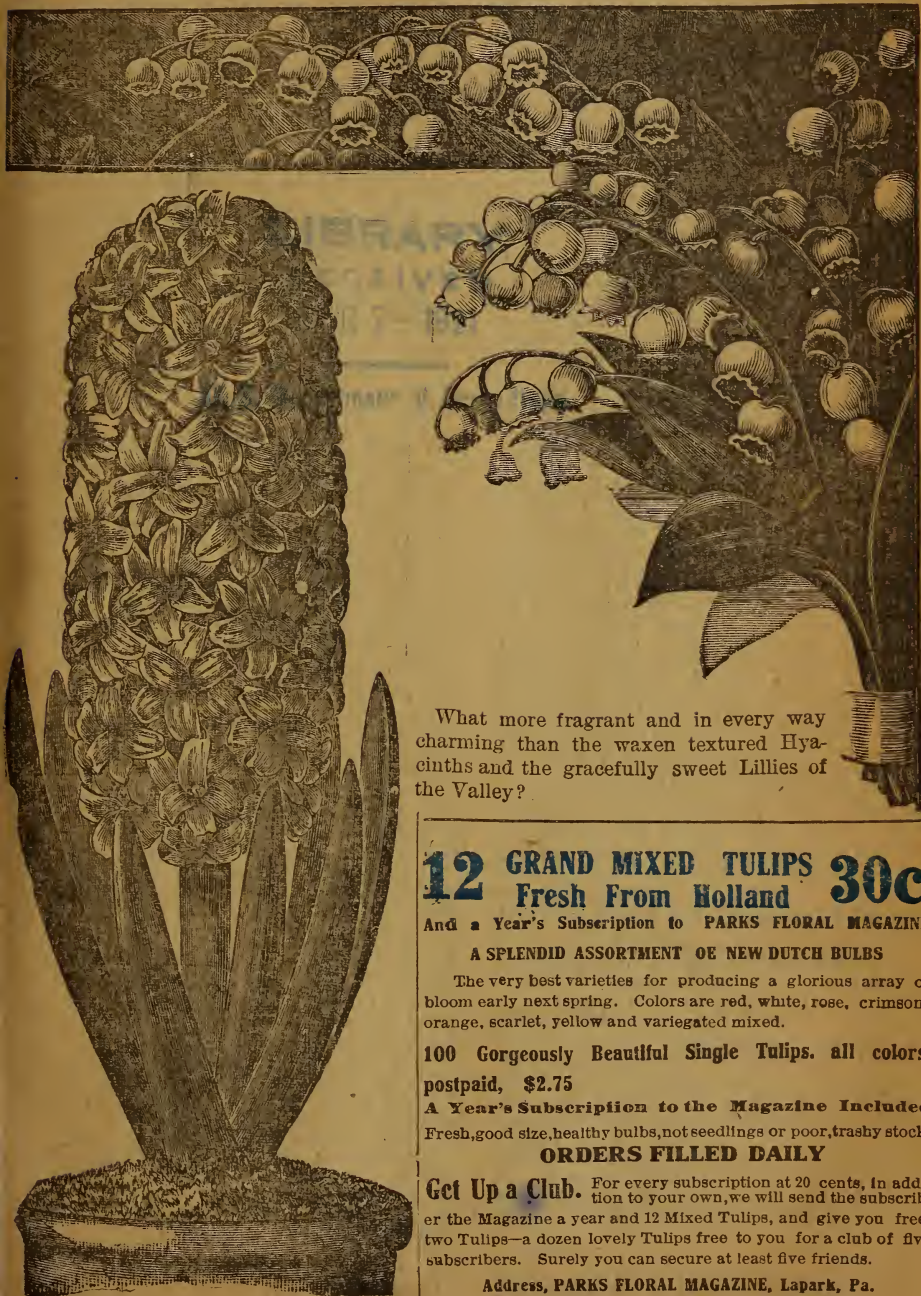 LIBRARY
What more fragrant and in every way
charming than the waxen textured Hya-
cinths and the gracefully sweet Lillies of
the Valley?
12 GRAND MIXED TULIPS 30c
Fresh From Holland
And a Year's Subscription to PARKS FLORAL MAGAZIN
A SPLENDID ASSORTMENT OE NEW DUTCH BULBS
The very best varieties for producing a glorious array o
bloom early next spring. Colors are red, white, rose, crimson
orange, scarlet, yellow and variegated mixed.
100 Gorgeously Beautiful Single Tulips. all colors
postpaid, $2.75
A Year's Subscription to the Magazine Include
Fresh,good size,healthy bulbs,not seedlings or poor,trashy stock
ORDERS FILLED DAILY
Get Up a Club. For every subscription at 20 cents, in addi
tion to your own,we will send the subscrib
er the Magazine a year and 12 Mixed Tulips, and give you free
two Tulips—a dozen lovely Tulips free to you for a club of fiv
subscribers. Surely you can secure at least five friends.
Address, PARKS FLORAL MAGAZINE, Lapark, Pa.